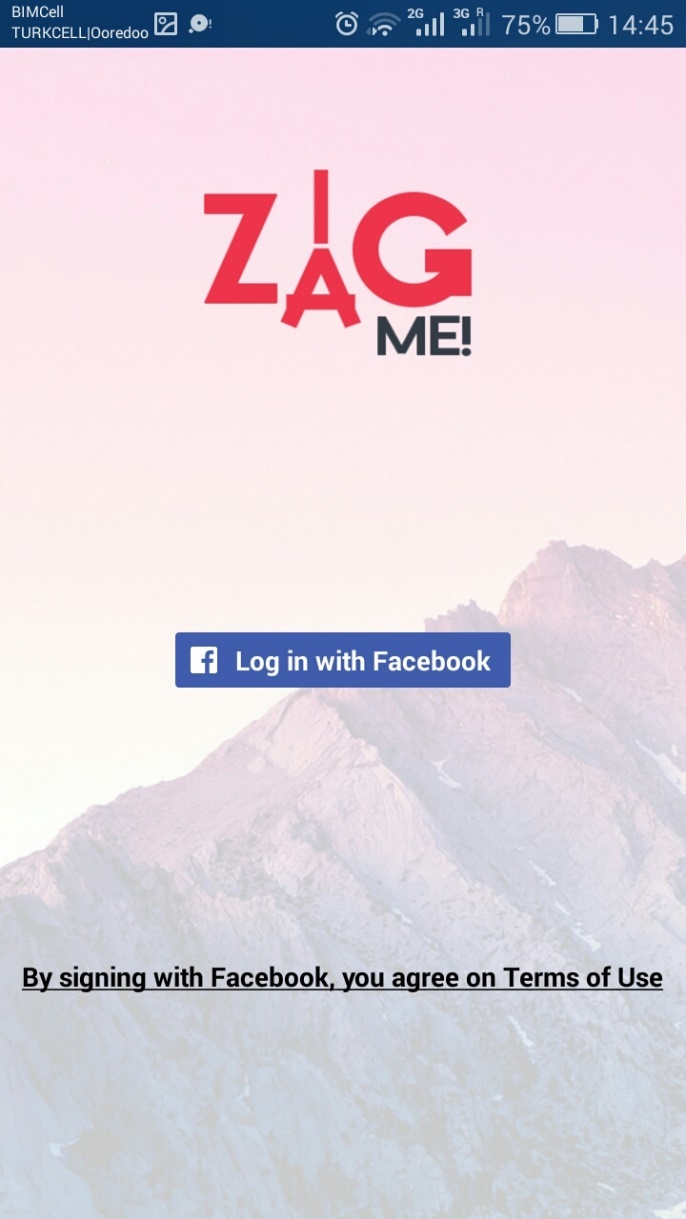 BIMCell
TURKCELL|Ooredoo
2G 3G R 75% 14:45
ZIAG
ME!
Log in with Facebook
By signing with Facebook, you agree on Terms of Use